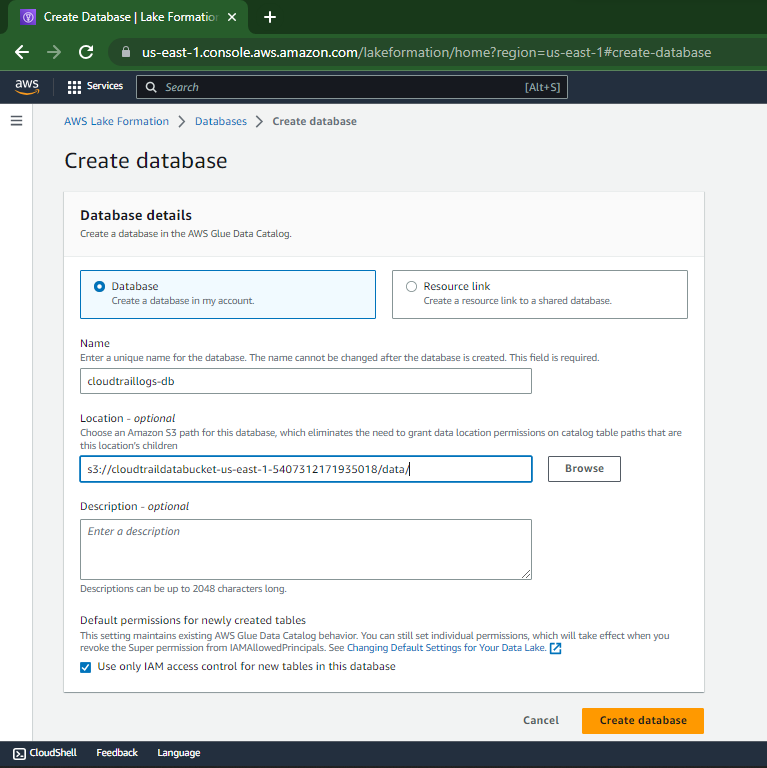 Create Database | Lake Formation
us-east-1.console.aws.amazon.com/lakeformation/home?region=us-east-1#create-database
aws
Services
Search
[Alt+S]
AWS Lake Formation
Databases
Create database
Create database
Database details
Create a database in the AWS Glue Data Catalog.
Database
Create a database in my account.
Resource link
Create a resource link to a shared database.
Name
Enter a unique name for the database. The name cannot be changed after the database is created. This field is required.
cloudtraillogs-db
Location - optional
Choose an Amazon S3 path for this database, which eliminates the need to grant data location permissions on catalog table paths that are
this location's children
s3://cloudtraildatabucket-us-east-1-5407312171935018/data/
Browse
Description - optional
Enter a description
Descriptions can be up to 2048 characters long.
Default permissions for newly created tables
This setting maintains existing AWS Glue Data Catalog behavior. You can still set individual permissions, which will take effect when you
revoke the Super permission from IAMAllowedPrincipals. See Changing Default Settings for Your Data Lake.
Use only IAM access control for new tables in this database
Cancel
Create database
CloudShell
Feedback
Language